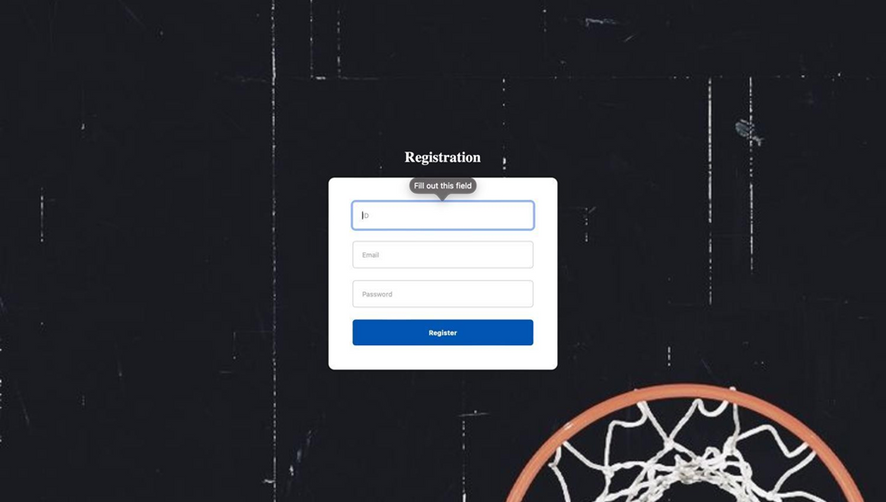 Registration
Fill out this field
ID
Email
Password
Register